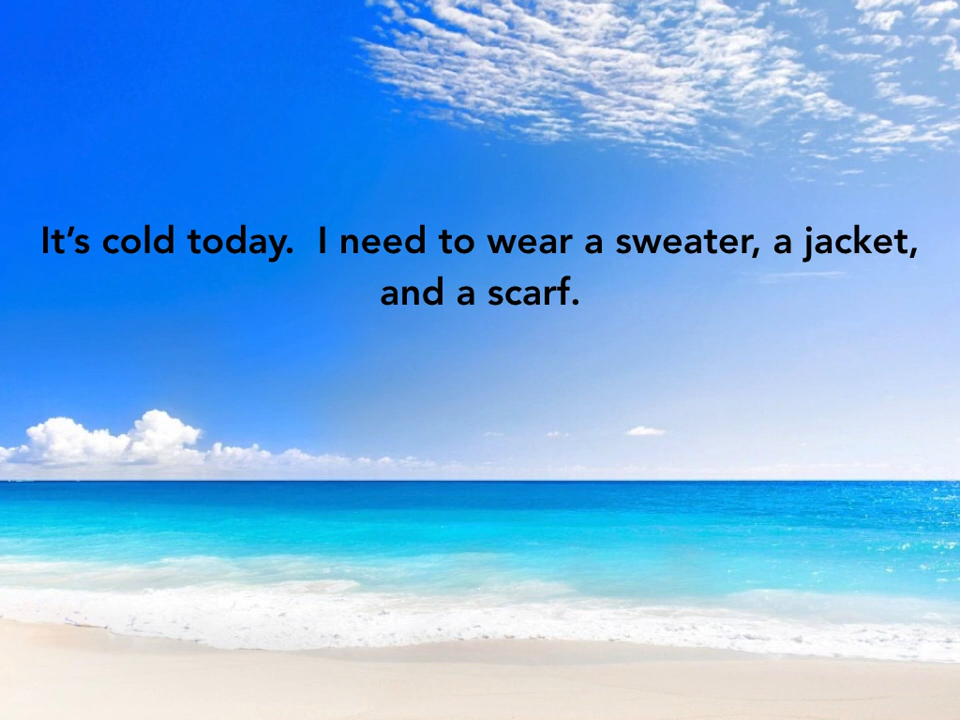 It’s cold today.  I need to wear a sweater, a jacket,
and a scarf.